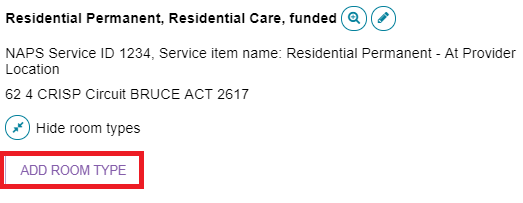 Residential Permanent, Residential Care, funded
NAPS Service ID 1234, Service item name: Residential Permanent - At Provider
Location
62 4 CRISP Circuit BRUCE ACT 2617
Hide room types
ADD ROOM TYPE